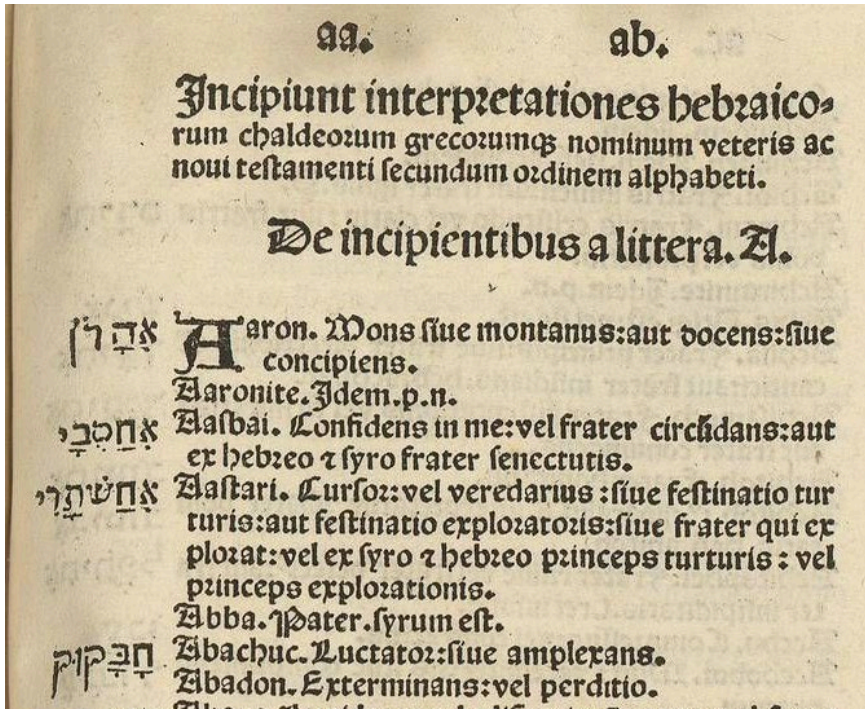 aa. ab.
Incipiunt interpretationes hebraico-
rum chaldeorum grecorumqꝫ nominum veteris ac
noui testamenti secundum ordinem alphabeti.
De incipientibus a littera. A.
אַהֲרֹן Aaron. Mons siue montanus: aut docens: siue
concipiens.
Aaronite. Idem. p. n.
אֲחַסְבָּי Aasbai. Confidens in me: vel frater circūdans: aut
ex hebreo ⁊ syro frater senectutis.
אֲחַשְׁתָּרִי Aastari. Cursor: vel veredarius: siue festinatio tur
turis: aut festinatio exploratoris: siue frater qui ex
plorat: vel ex syro ⁊ hebreo princeps turturis: vel
princeps explorationis.
Abba. Pater. syrum est.
חֲבַקּוּק Abachuc. Luctator: siue amplexans.
Abadon. Exterminans: vel perditio.